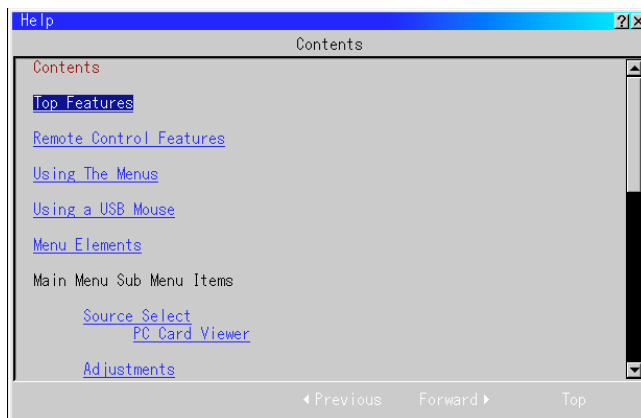 Help ? ×
Contents
Contents
Top Features
Remote Control Features
Using The Menus
Using a USB Mouse
Menu Elements
Main Menu Sub Menu Items
Source Select
PC Card Viewer
Adjustments
Previous Forward Top